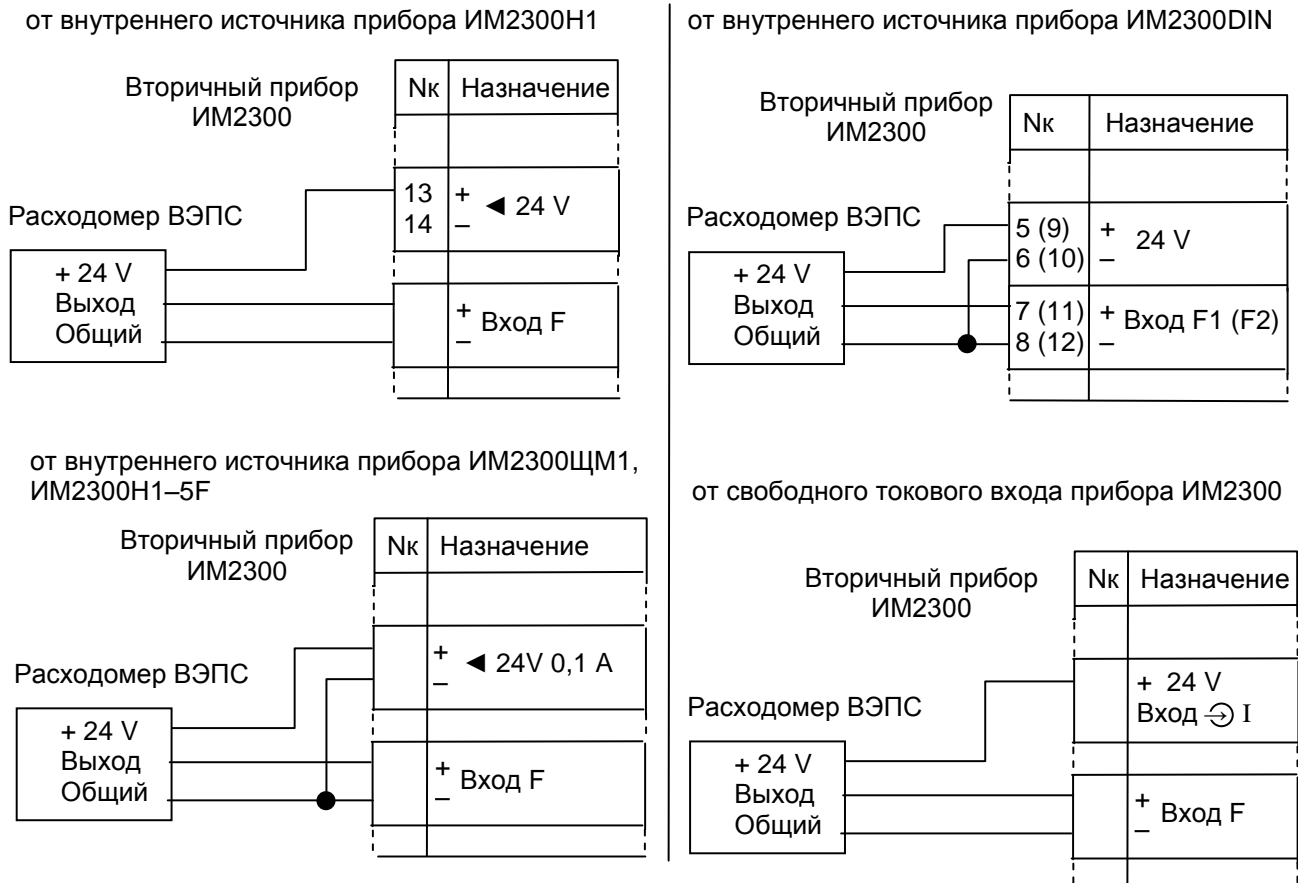 от внутреннего источника прибора ИМ2300Н1
Вторичный прибор
ИМ2300
Nк Назначение
13 + ◄ 24 V
14 –
Расходомер ВЭПС
+ 24 V
Выход
Общий
+ Вход F
–
от внутреннего источника прибора ИМ2300DIN
Вторичный прибор
ИМ2300
Nк Назначение
5 (9) + 24 V
6 (10) –
Расходомер ВЭПС
+ 24 V
Выход
Общий
7 (11) + Вход F1 (F2)
8 (12) –
от внутреннего источника прибора ИМ2300ЩМ1,
ИМ2300Н1–5F
Вторичный прибор
ИМ2300
Nк Назначение
+ ◄ 24V 0,1 А
–
Расходомер ВЭПС
+ 24 V
Выход
Общий
+ Вход F
–
от свободного токового входа прибора ИМ2300
Вторичный прибор
ИМ2300
Nк Назначение
+ 24 V
Вход I
Расходомер ВЭПС
+ 24 V
Выход
Общий
+ Вход F
–